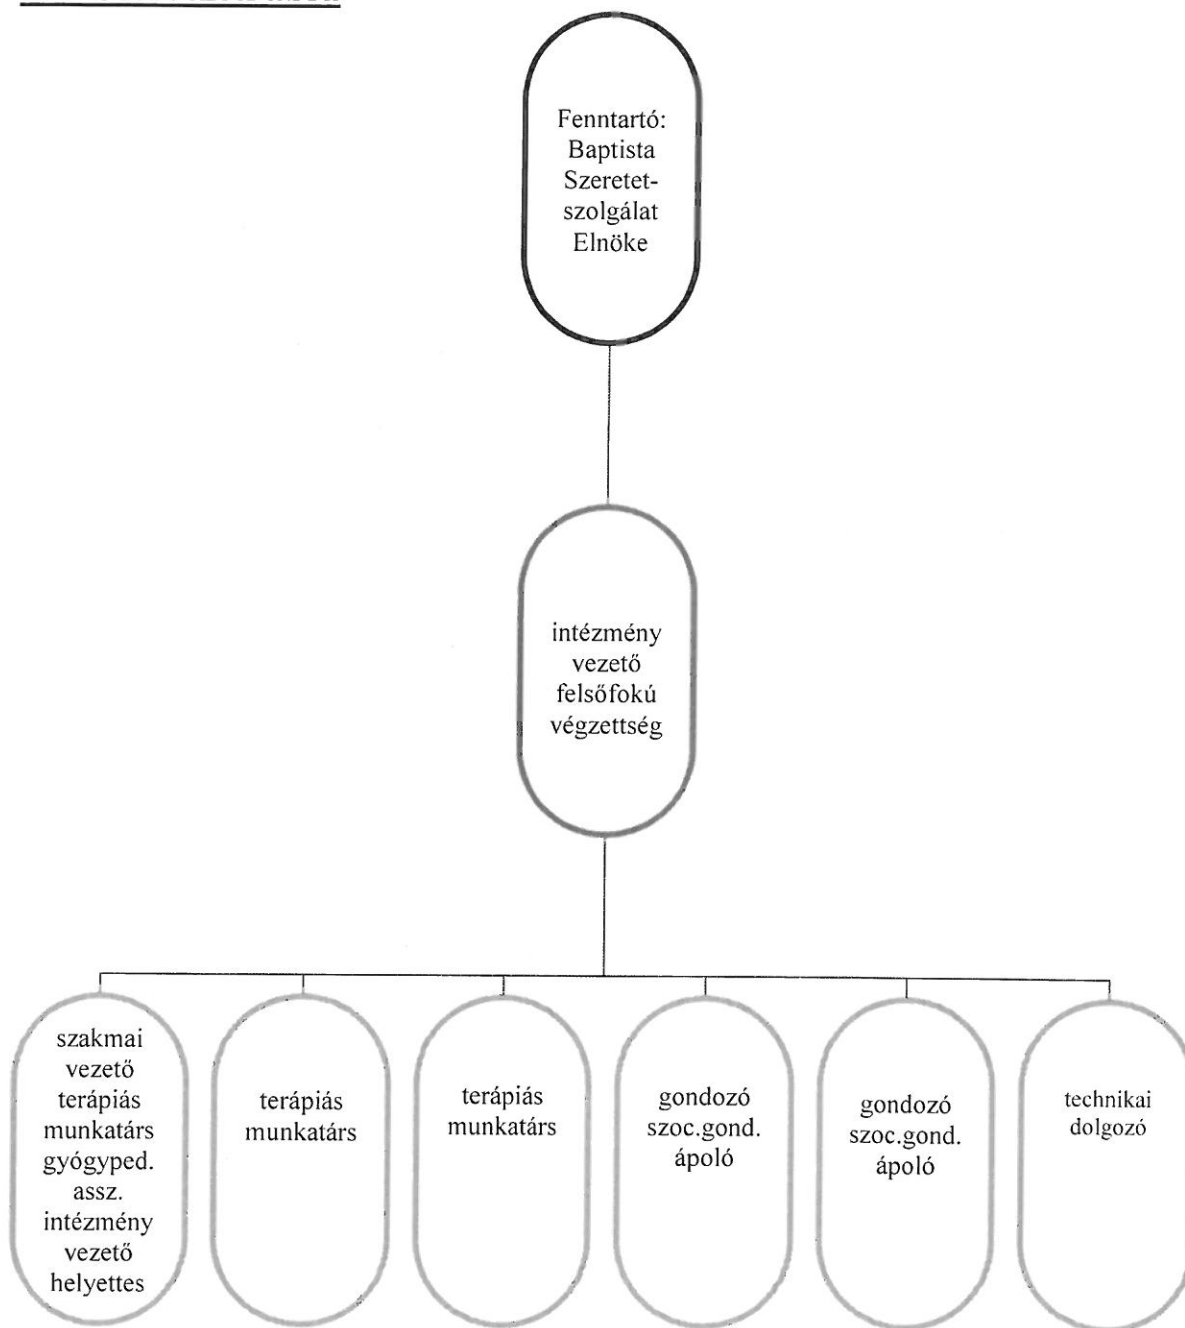 Fenntartó:
Baptista
Szeretet-
szolgálat
Elnöke
intézmény
vezető
felsőfokú
végzettség
szakmai
vezető
terápiás
munkatárs
gyógyped.
assz.
intézmény
vezető
helyettes
terápiás
munkatárs
terápiás
munkatárs
gondozó
szoc.gond.
ápoló
gondozó
szoc.gond.
ápoló
technikai
dolgozó